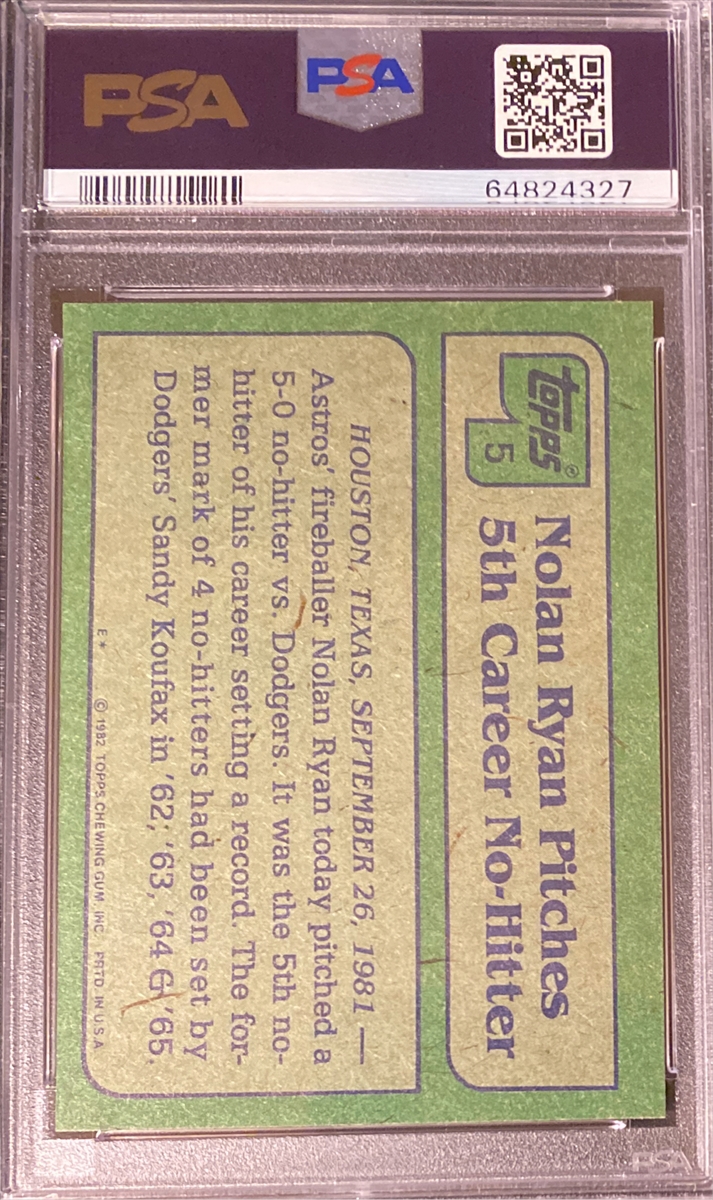 PSA
PSA
64824327
topps®
5
Nolan Ryan Pitches
5th Career No-Hitter
HOUSTON, TEXAS, SEPTEMBER 26, 1981 —
Astros' fireballer Nolan Ryan today pitched a
5-0 no-hitter vs. Dodgers. It was the 5th no-
hitter of his career setting a record. The for-
mer mark of 4 no-hitters had been set by
Dodgers' Sandy Koufax in '62; '63, '64 & '65.
E* © 1982 TOPPS CHEWING GUM, INC. PRTD. IN U.S.A.
PSA